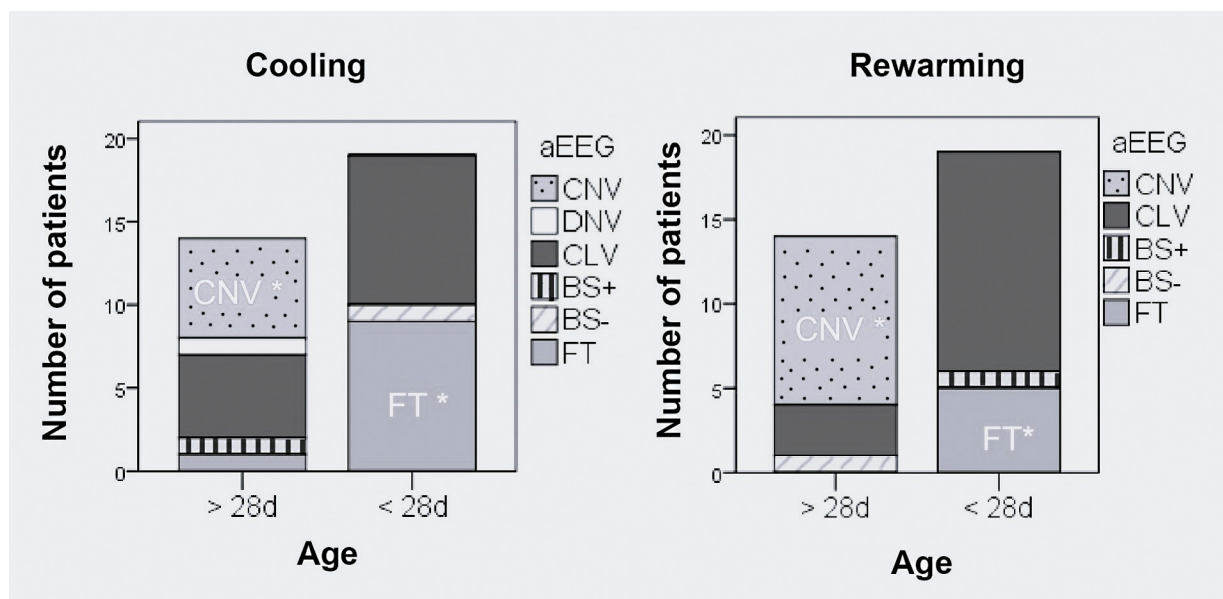 Cooling
Number of patients
20
15
10
5
0
CNV *
FT *
> 28d
< 28d
Age
aEEG
CNV
DNV
CLV
BS+
BS-
FT
Rewarming
Number of patients
20
15
10
5
0
CNV *
FT*
> 28d
< 28d
Age
aEEG
CNV
CLV
BS+
BS-
FT